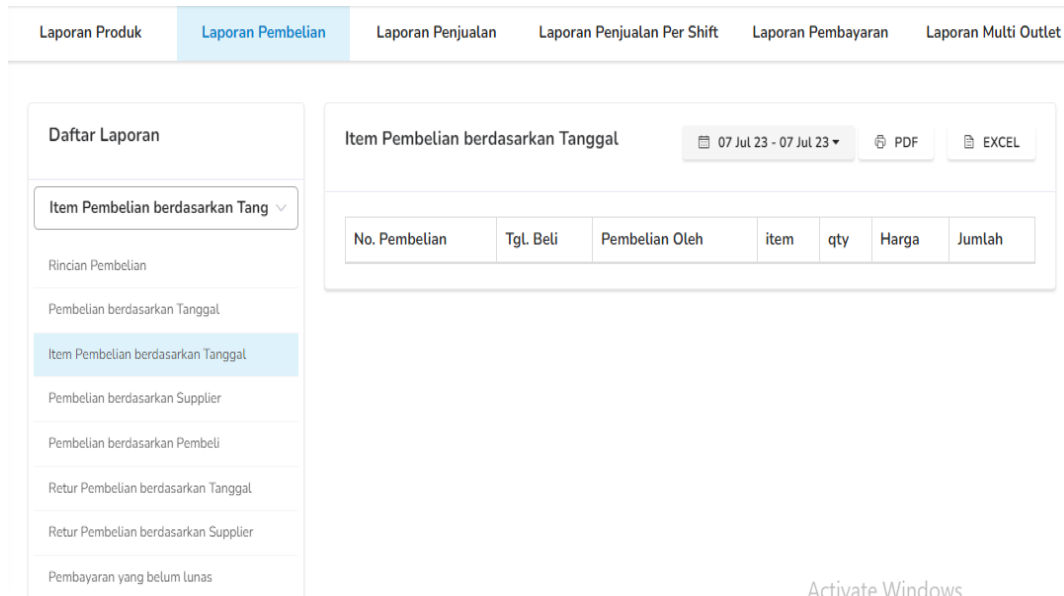 Laporan Produk Laporan Pembelian Laporan Penjualan Laporan Penjualan Per Shift Laporan Pembayaran Laporan Multi Outlet
Daftar Laporan
Item Pembelian berdasarkan Tang
Rincian Pembelian
Pembelian berdasarkan Tanggal
Item Pembelian berdasarkan Tanggal
Pembelian berdasarkan Supplier
Pembelian berdasarkan Pembeli
Retur Pembelian berdasarkan Tanggal
Retur Pembelian berdasarkan Supplier
Pembayaran yang belum lunas
Item Pembelian berdasarkan Tanggal 07 Jul 23 - 07 Jul 23 PDF EXCEL
No. Pembelian Tgl. Beli Pembelian Oleh item qty Harga Jumlah
Activate Windows